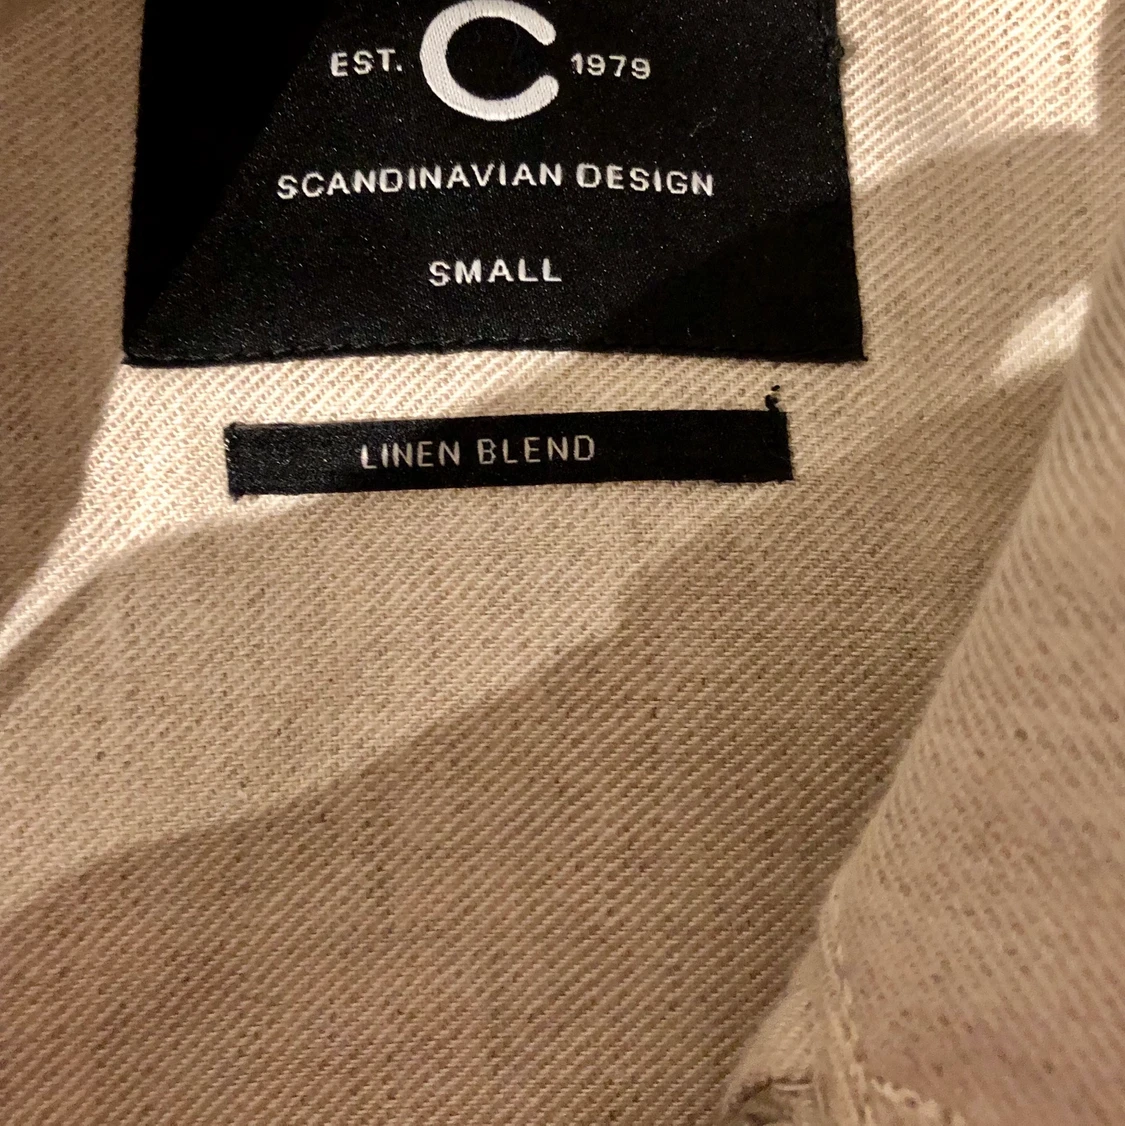 EST. C 1979
SCANDINAVIAN DESIGN
SMALL
LINEN BLEND